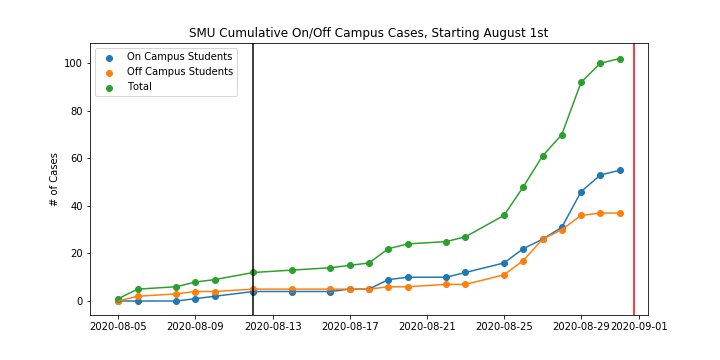 SMU Cumulative On/Off Campus Cases, Starting August 1st
On Campus Students
Off Campus Students
Total
# of Cases
100
80
60
40
20
0
2020-08-05 2020-08-09 2020-08-13 2020-08-17 2020-08-21 2020-08-25 2020-08-29 2020-09-01